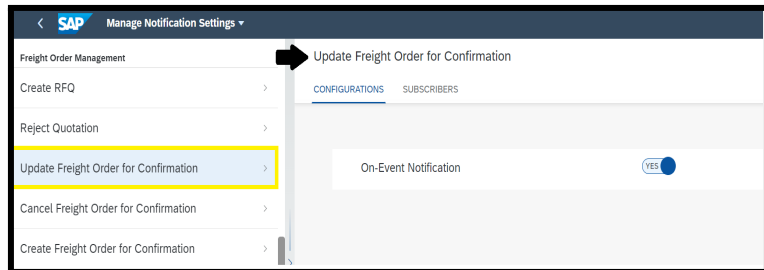 SAP Manage Notification Settings
Freight Order Management
Create RFQ
Reject Quotation
Update Freight Order for Confirmation
Cancel Freight Order for Confirmation
Create Freight Order for Confirmation
Update Freight Order for Confirmation
CONFIGURATIONS SUBSCRIBERS
On-Event Notification YES